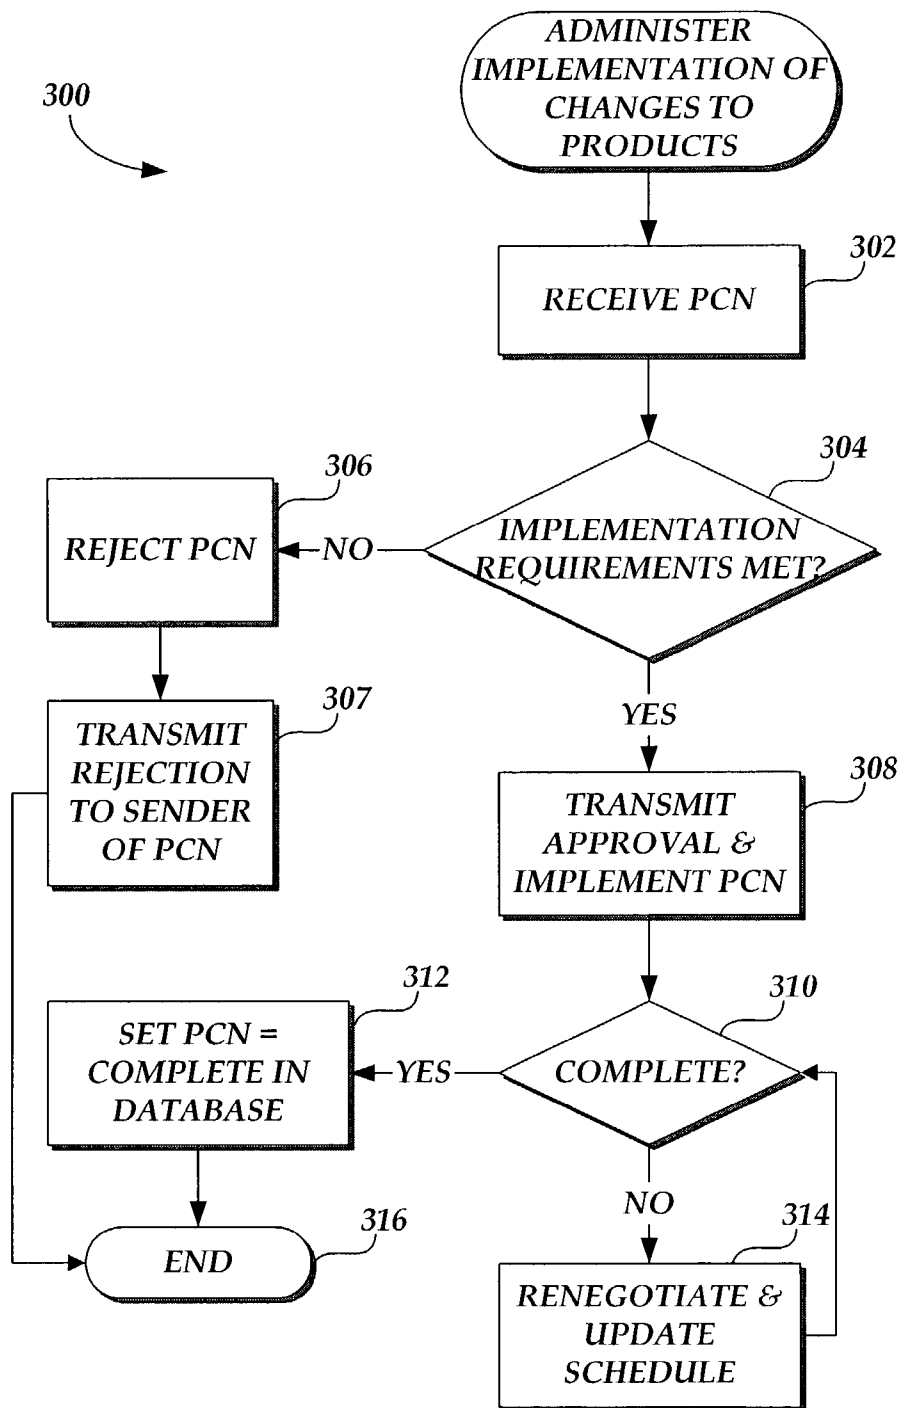 ADMINISTER
IMPLEMENTATION OF
CHANGES TO
PRODUCTS
300
302
RECEIVE PCN
304
IMPLEMENTATION
REQUIREMENTS MET?
306
REJECT PCN
NO
307
TRANSMIT
REJECTION
TO SENDER
OF PCN
YES
308
TRANSMIT
APPROVAL &
IMPLEMENT PCN
310
COMPLETE?
312
SET PCN =
COMPLETE IN
DATABASE
YES
NO
314
RENEGOTIATE &
UPDATE
SCHEDULE
316
END